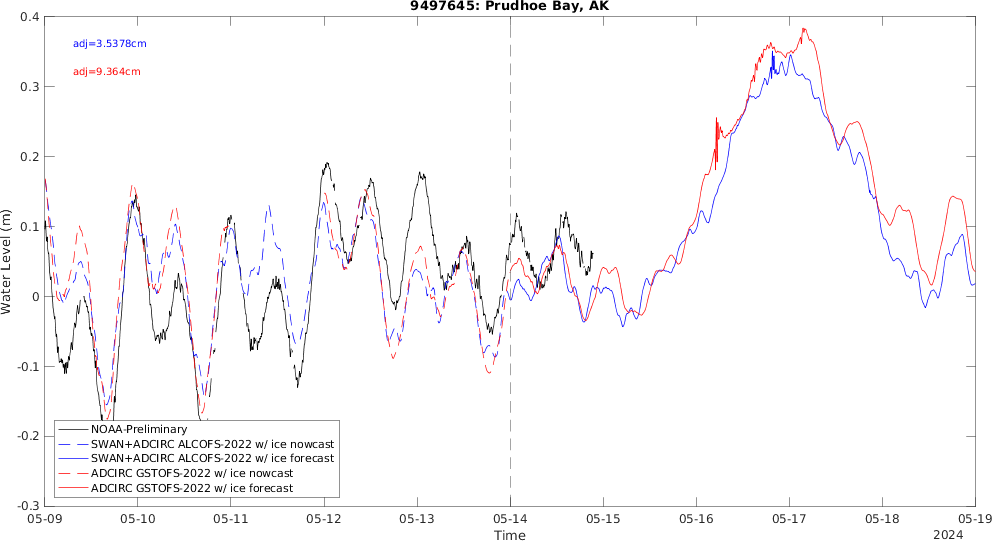 9497645: Prudhoe Bay, AK
adj=3.5378cm
adj=9.364cm
Water Level (m)
0.4
0.3
0.2
0.1
0
-0.1
-0.2
-0.3
NOAA-Preliminary
SWAN+ADCIRC ALCOFS-2022 w/ ice nowcast
SWAN+ADCIRC ALCOFS-2022 w/ ice forecast
ADCIRC GSTOFS-2022 w/ ice nowcast
ADCIRC GSTOFS-2022 w/ ice forecast
05-09 05-10 05-11 05-12 05-13 05-14 05-15 05-16 05-17 05-18 05-19
Time
2024